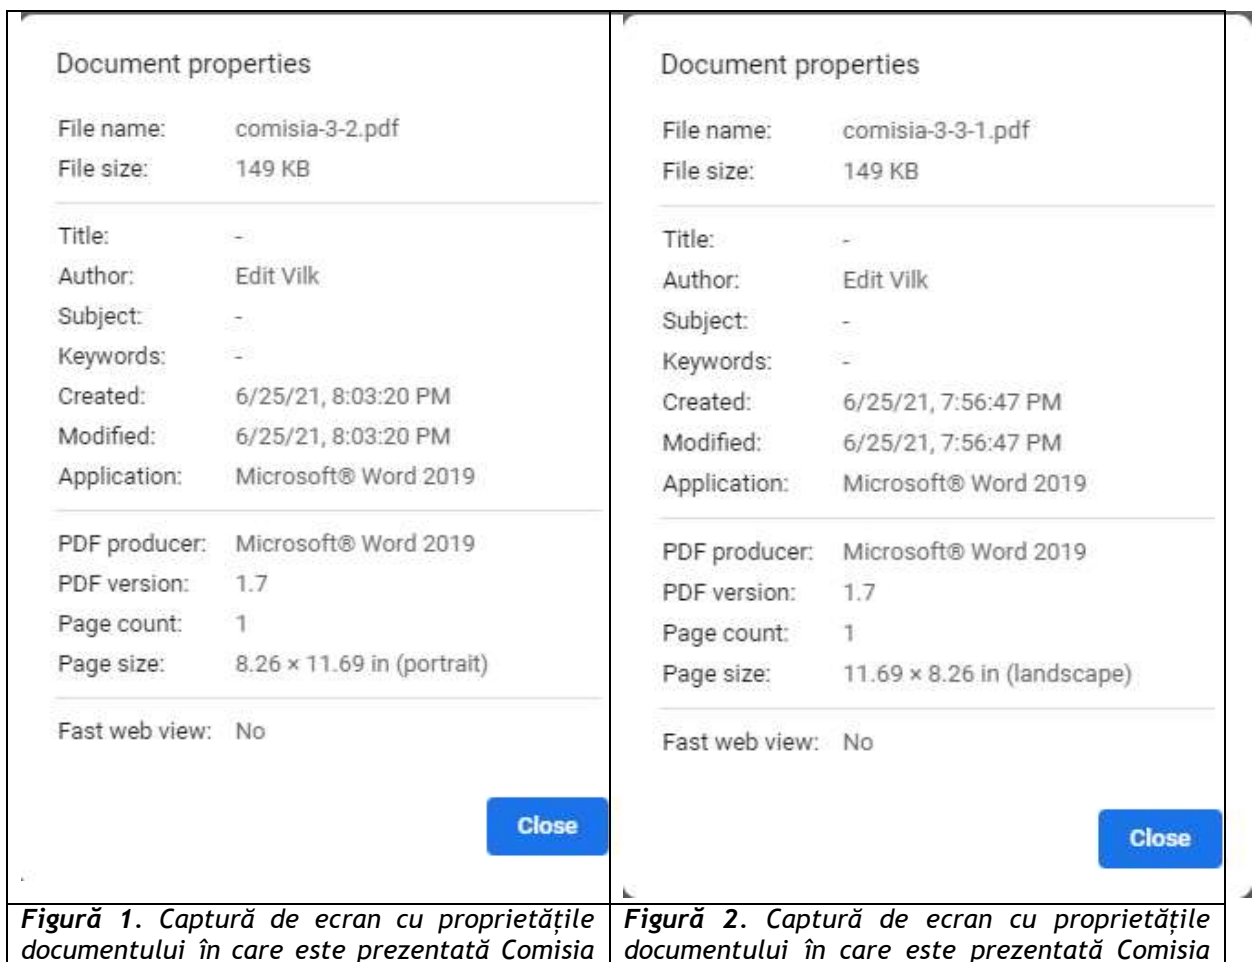 Document properties
File name: comisia-3-2.pdf
File size: 149 KB
Title: -
Author: Edit Vilk
Subject: -
Keywords: -
Created: 6/25/21, 8:03:20 PM
Modified: 6/25/21, 8:03:20 PM
Application: Microsoft® Word 2019
PDF producer: Microsoft® Word 2019
PDF version: 1.7
Page count: 1
Page size: 8.26 × 11.69 in (portrait)
Fast web view: No
Close
Figură 1. Captură de ecran cu proprietățile
documentului în care este prezentată Comisia
Document properties
File name: comisia-3-3-1.pdf
File size: 149 KB
Title: -
Author: Edit Vilk
Subject: -
Keywords: -
Created: 6/25/21, 7:56:47 PM
Modified: 6/25/21, 7:56:47 PM
Application: Microsoft® Word 2019
PDF producer: Microsoft® Word 2019
PDF version: 1.7
Page count: 1
Page size: 11.69 × 8.26 in (landscape)
Fast web view: No
Close
Figură 2. Captură de ecran cu proprietățile
documentului în care este prezentată Comisia